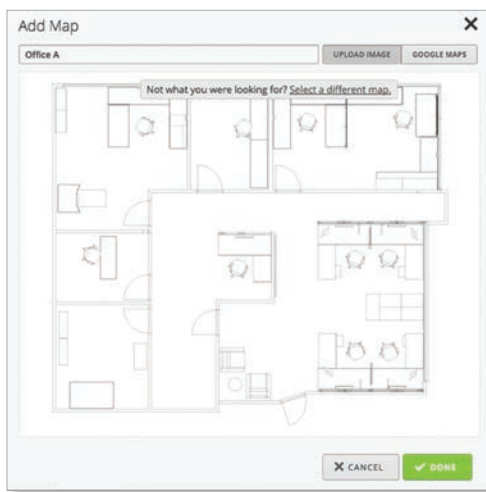 Add Map
Office A
UPLOAD IMAGE
GOOGLE MAPS
Not what you were looking for? Select a different map.
CANCEL
DONE